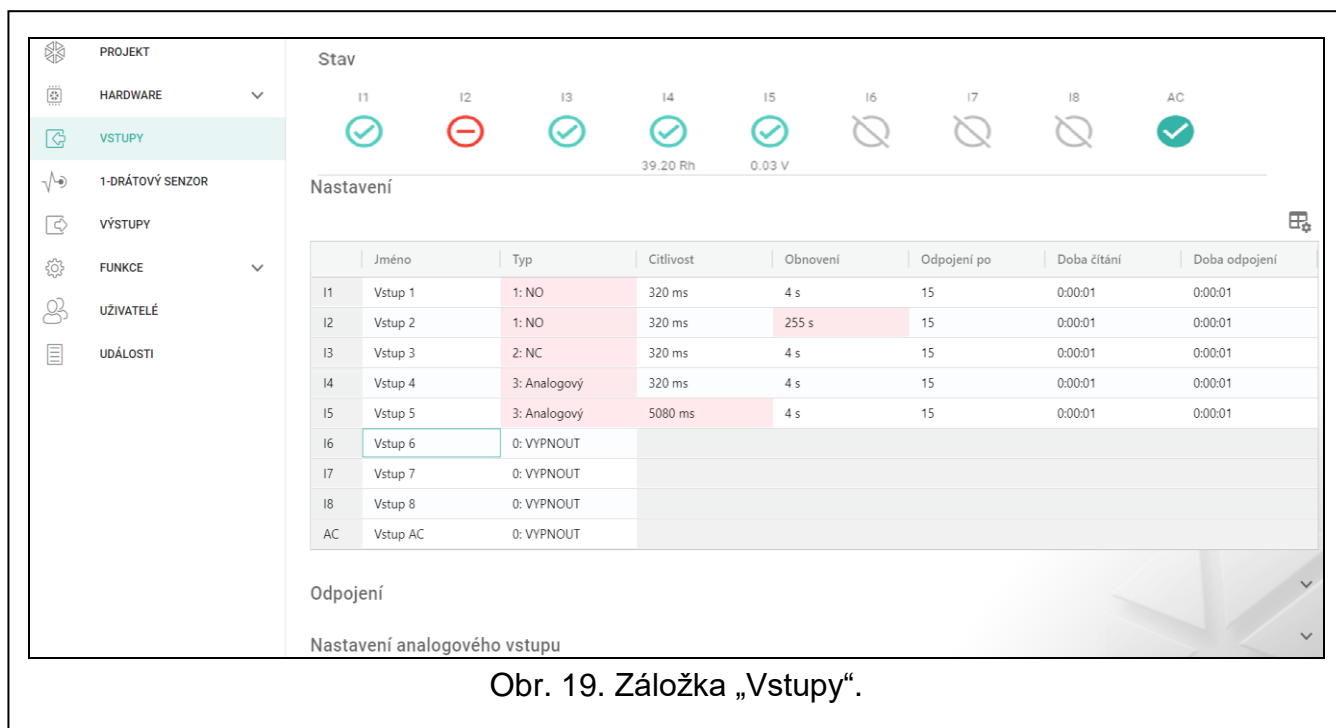 PROJEKT
HARDWARE
VSTUPY
1-DRÁTOVÝ SENZOR
VÝSTUPY
FUNKCE
UŽIVATELÉ
UDÁLOSTI
Stav
I1 I2 I3 I4 I5 I6 I7 I8 AC
39.20 Rh 0.03 V
Nastavení
Jméno Typ Citlivost Obnovení Odpojení po Doba čítání Doba odpojení
I1 Vstup 1 1: NO 320 ms 4 s 15 0:00:01 0:00:01
I2 Vstup 2 1: NO 320 ms 255 s 15 0:00:01 0:00:01
I3 Vstup 3 2: NC 320 ms 4 s 15 0:00:01 0:00:01
I4 Vstup 4 3: Analogový 320 ms 4 s 15 0:00:01 0:00:01
I5 Vstup 5 3: Analogový 5080 ms 4 s 15 0:00:01 0:00:01
I6 Vstup 6 0: VYPNOUT
I7 Vstup 7 0: VYPNOUT
I8 Vstup 8 0: VYPNOUT
AC Vstup AC 0: VYPNOUT
Odpojení
Nastavení analogového vstupu
Obr. 19. Záložka „Vstupy“.